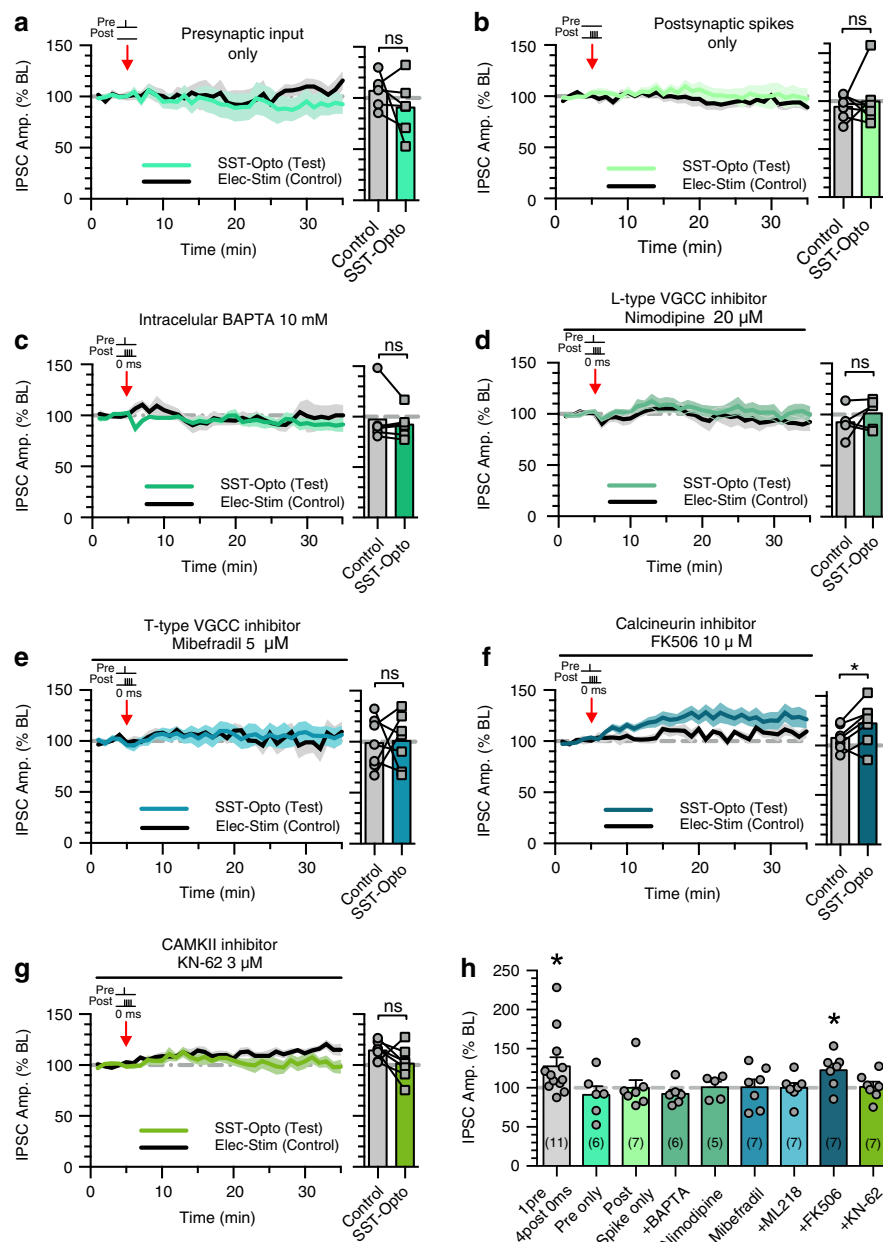 a
Pre
Post
Presynaptic input
only
ns
IPSC Amp. (% BL)
150
100
50
0
SST-Opto (Test)
Elec-Stim (Control)
0 10 20 30
Time (min)
Control
SST-Opto
b
Pre
Post
Postsynaptic spikes
only
ns
IPSC Amp. (% BL)
150
100
50
0
SST-Opto (Test)
Elec-Stim (Control)
0 10 20 30
Time (min)
Control
SST-Opto
c
Intracelular BAPTA 10 mM
Pre
Post
0 ms
ns
IPSC Amp. (% BL)
150
100
50
0
SST-Opto (Test)
Elec-Stim (Control)
0 10 20 30
Time (min)
Control
SST-Opto
d
L-type VGCC inhibitor
Nimodipine 20 µM
Pre
Post
0 ms
ns
IPSC Amp. (% BL)
150
100
50
0
SST-Opto (Test)
Elec-Stim (Control)
0 10 20 30
Time (min)
Control
SST-Opto
e
T-type VGCC inhibitor
Mibefradil 5 µM
Pre
Post
0 ms
ns
IPSC Amp. (% BL)
150
100
50
0
SST-Opto (Test)
Elec-Stim (Control)
0 10 20 30
Time (min)
Control
SST-Opto
f
Calcineurin inhibitor
FK506 10 µ M
Pre
Post
0 ms
*
IPSC Amp. (% BL)
150
100
50
0
SST-Opto (Test)
Elec-Stim (Control)
0 10 20 30
Time (min)
Control
SST-Opto
g
CAMKII inhibitor
KN-62 3 µM
Pre
Post
0 ms
ns
IPSC Amp. (% BL)
150
100
50
0
SST-Opto (Test)
Elec-Stim (Control)
0 10 20 30
Time (min)
Control
SST-Opto
h
*
*
IPSC Amp. (% BL)
250
200
150
100
50
0
(11) (6) (7) (6) (5) (7) (7) (7) (7)
1pre
4post 0ms
Pre only
Post
Spike only
+BAPTA
Mibefradil
+ML218
+FK506
+KN-62